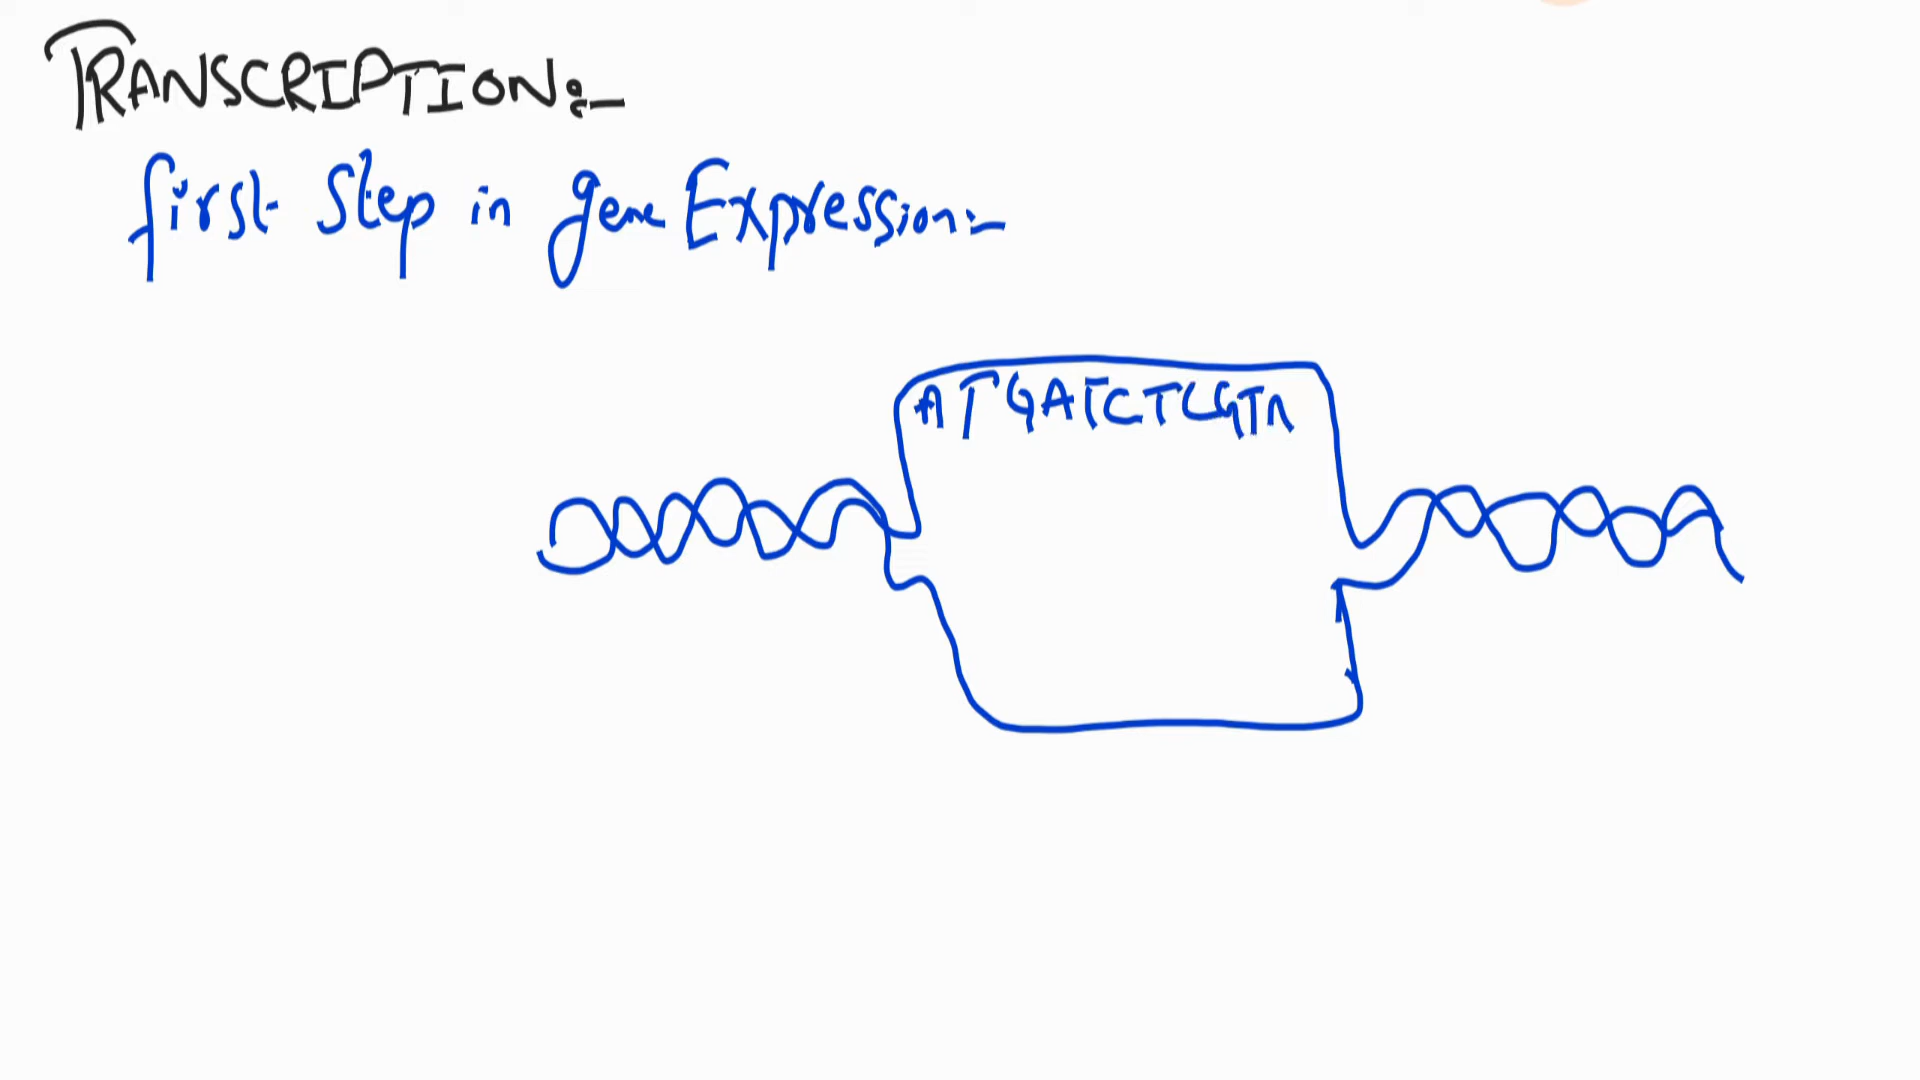 TRANSCRIPTION:-
first Step in gene Expression:-
ATGATCTCGTA